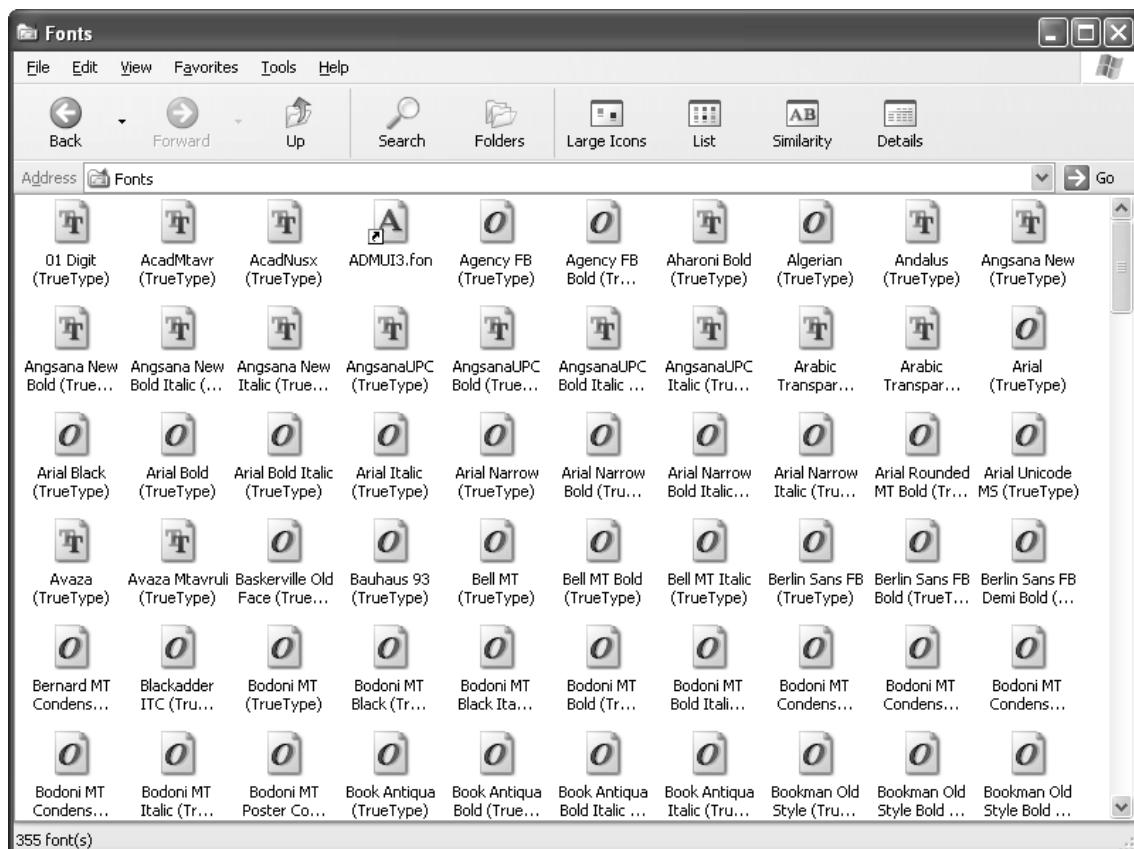 Fonts
File Edit View Favorites Tools Help
Back Forward Up Search Folders Large Icons List Similarity Details
Address Fonts Go
01 Digit AcadMtavr AcadNusx ADMUI3.fon Agency FB Agency FB Aharoni Bold Algerian Andalus Angsana New
(TrueType) (TrueType) (TrueType) (TrueType) Bold (Tr... (TrueType) (TrueType) (TrueType) (TrueType)
Angsana New Angsana New Angsana New AngsanaUPC AngsanaUPC AngsanaUPC AngsanaUPC Arabic Arabic Arial
Bold (True... Bold Italic (... Italic (True... (TrueType) Bold (True... Bold Italic ... Italic (Tru... Transpar... Transpar... (TrueType)
Arial Black Arial Bold Arial Bold Italic Arial Italic Arial Narrow Arial Narrow Arial Narrow Arial Narrow Arial Rounded Arial Unicode
(TrueType) (TrueType) (TrueType) (TrueType) (TrueType) Bold (Tru... Bold Italic... Italic (Tru... MT Bold (Tr... MS (TrueType)
Avaza Avaza Mtavruli Baskerville Old Bauhaus 93 Bell MT Bell MT Bold Bell MT Italic Berlin Sans FB Berlin Sans FB Berlin Sans FB
(TrueType) (TrueType) Face (True... (TrueType) (TrueType) (TrueType) (TrueType) (TrueType) Bold (TrueT... Demi Bold (...
Bernard MT Blackadder Bodoni MT Bodoni MT Bodoni MT Bodoni MT Bodoni MT Bodoni MT Bodoni MT Bodoni MT
Condens... ITC (Tru... (TrueType) Black (Tr... Black Ita... Bold (Tr... Bold Itali... Condens... Condens... Condens...
Bodoni MT Bodoni MT Bodoni MT Book Antiqua Book Antiqua Book Antiqua Book Antiqua Bookman Old Bookman Old Bookman Old
Condens... Italic (Tr... Poster Co... (TrueType) Bold (True... Bold Italic ... Italic (Tru... Style (Tru... Style Bold ... Style Bold ...
355 font(s)